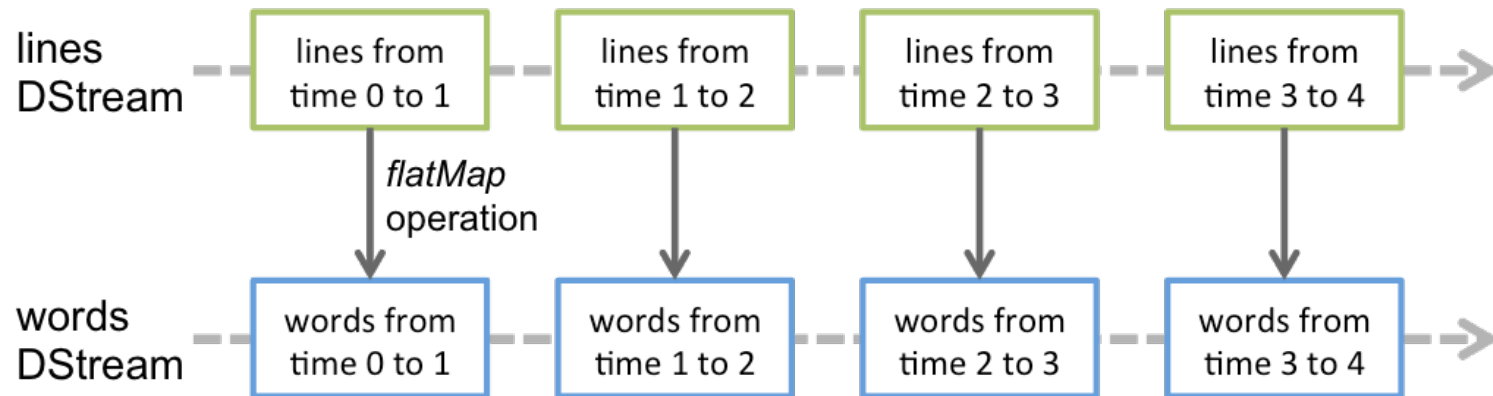 lines
DStream
lines from
time 0 to 1
lines from
time 1 to 2
lines from
time 2 to 3
lines from
time 3 to 4
flatMap
operation
words
DStream
words from
time 0 to 1
words from
time 1 to 2
words from
time 2 to 3
words from
time 3 to 4